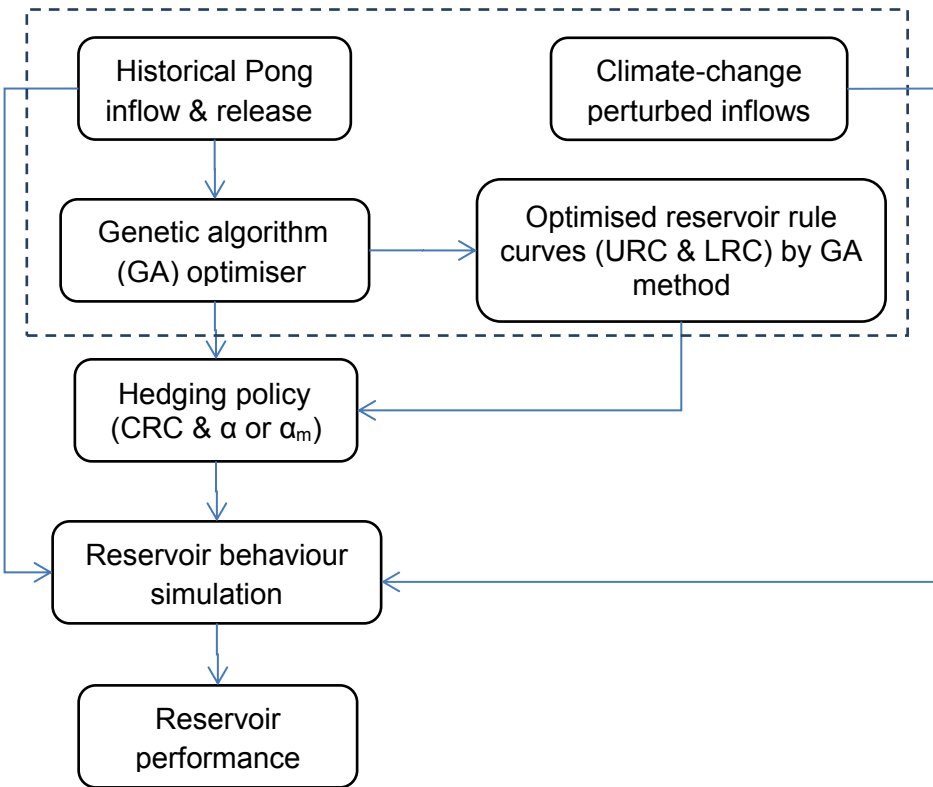 Historical Pong
inflow & release
Climate-change
perturbed inflows
Genetic algorithm
(GA) optimiser
Optimised reservoir rule
curves (URC & LRC) by GA
method
Hedging policy
(CRC & α or αm)
Reservoir behaviour
simulation
Reservoir
performance